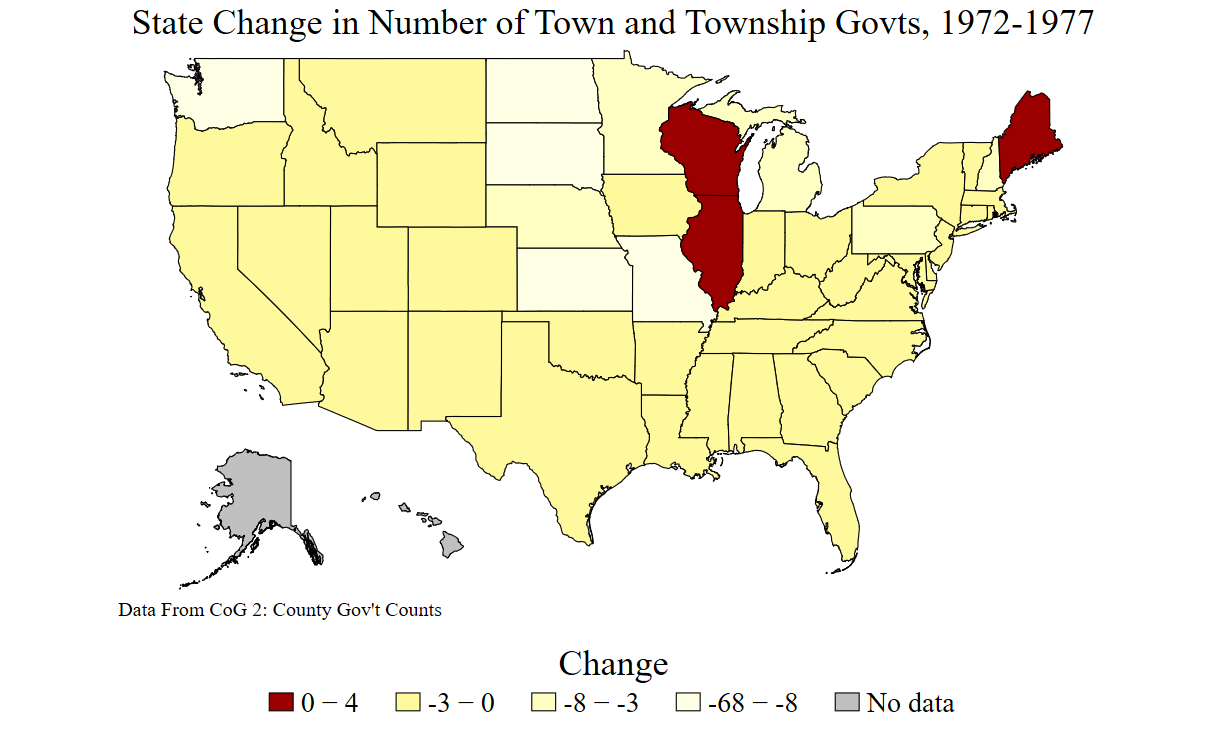 State Change in Number of Town and Township Govts, 1972-1977
Data From CoG 2: County Gov't Counts
Change
0 − 4 -3 − 0 -8 − -3 -68 − -8 No data